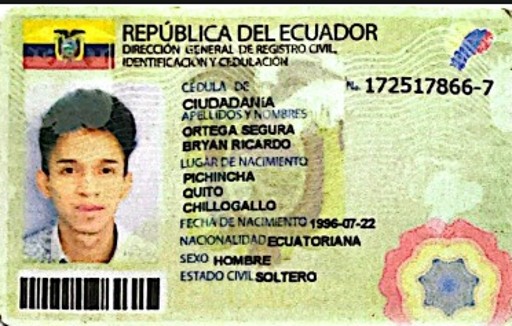 REPÚBLICA DEL ECUADOR
DIRECCIÓN GENERAL DE REGISTRO CIVIL,
IDENTIFICACIÓN Y CEDULACIÓN
CÉDULA DE No. 172517866-7
CIUDADANÍA
APELLIDOS Y NOMBRES
ORTEGA SEGURA
BRYAN RICARDO
LUGAR DE NACIMIENTO
PICHINCHA
QUITO
CHILLOGALLO
FECHA DE NACIMIENTO 1996-07-22
NACIONALIDAD ECUATORIANA
SEXO HOMBRE
ESTADO CIVIL SOLTERO